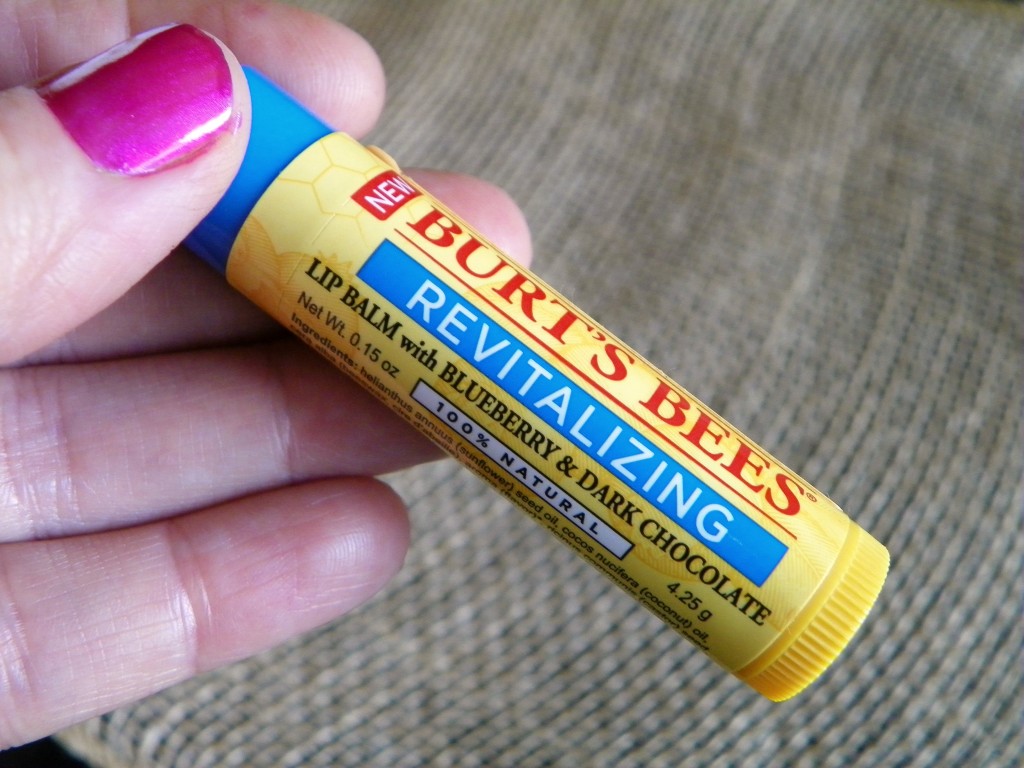 NEW
BURT'S BEES®
REVITALIZING
LIP BALM with BLUEBERRY & DARK CHOCOLATE
Net Wt. 0.15 oz
4.25 g
100% NATURAL
Ingredients: helianthus annuus (sunflower) seed oil, cocos nucifera (coconut) oil,